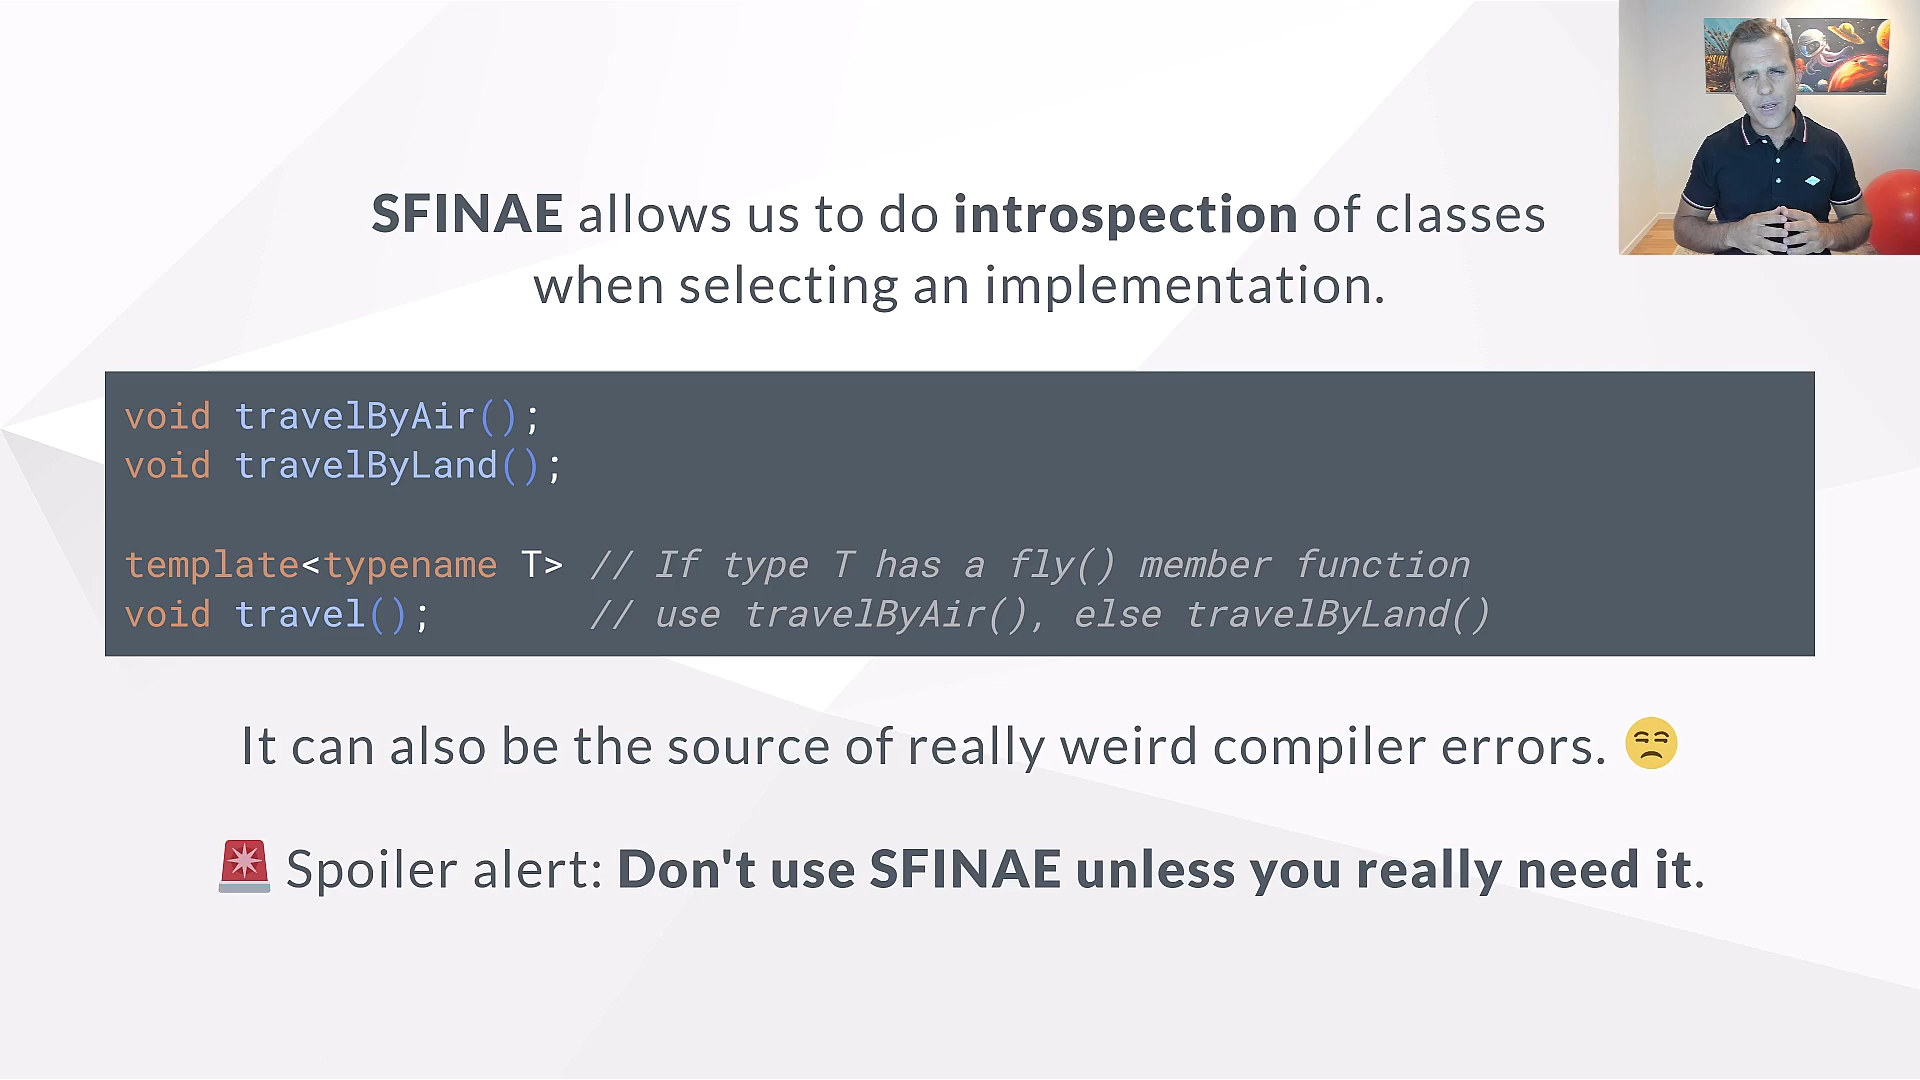 SFINAE allows us to do introspection of classes
when selecting an implementation.
void travelByAir();
void travelByLand();
template<typename T> // If type T has a fly() member function
void travel();       // use travelByAir(), else travelByLand()
It can also be the source of really weird compiler errors. 😒
🚨 Spoiler alert: Don't use SFINAE unless you really need it.